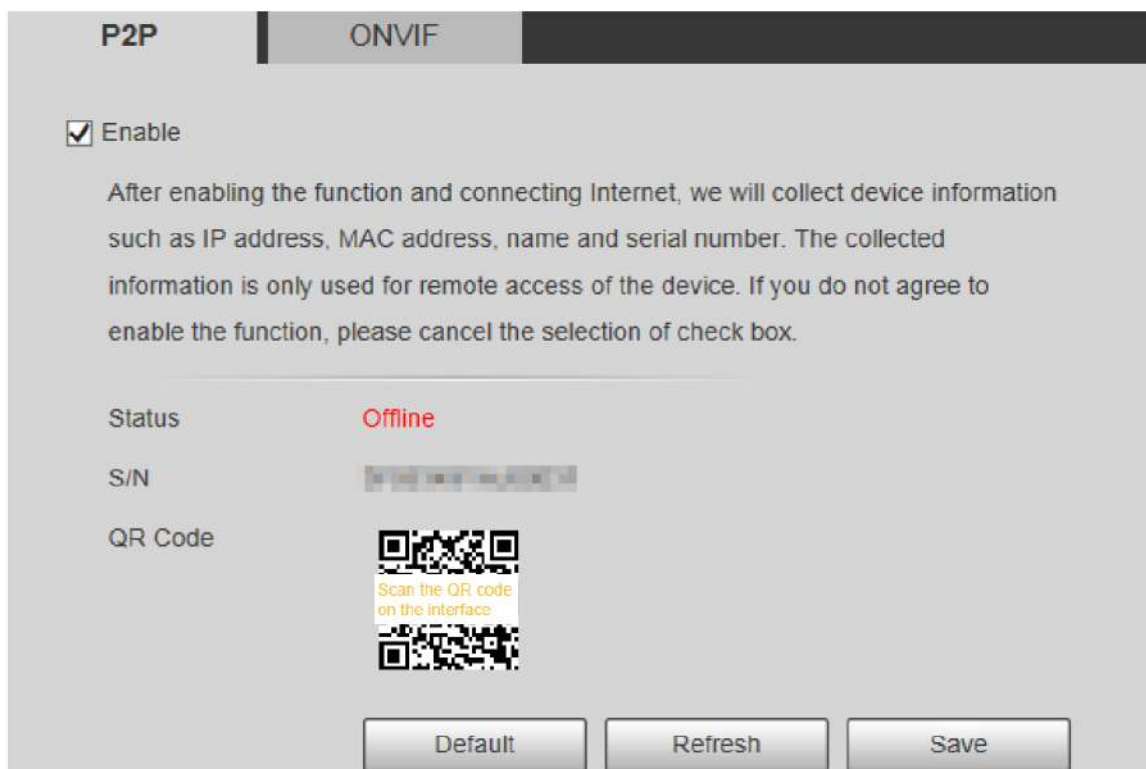 P2P ONVIF
Enable
After enabling the function and connecting Internet, we will collect device information
such as IP address, MAC address, name and serial number. The collected
information is only used for remote access of the device. If you do not agree to
enable the function, please cancel the selection of check box.
Status Offline
S/N
QR Code
Scan the QR code
on the interface
Default Refresh Save